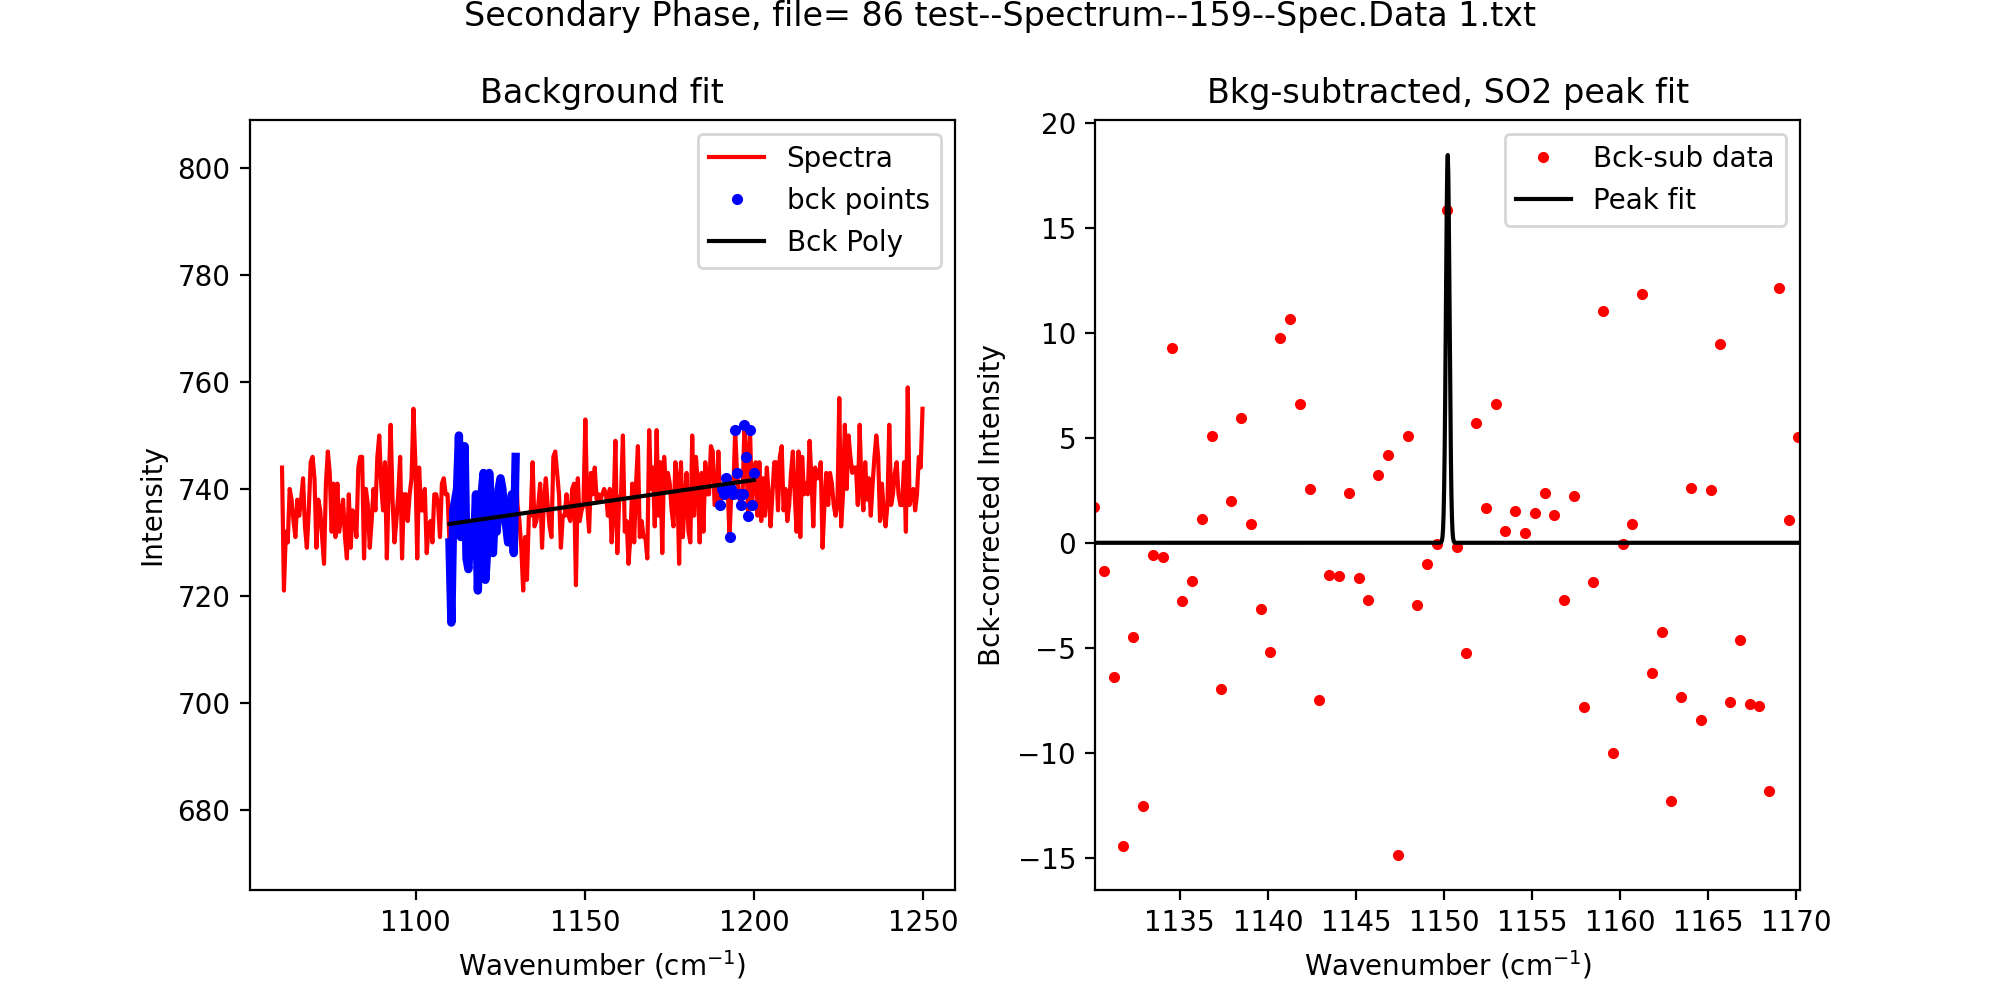 Secondary Phase, file= 86 test--Spectrum--159--Spec.Data 1.txt
Background fit
Spectra
bck points
Bck Poly
800
780
760
740
720
700
680
Intensity
1100
1150
1200
1250
Wavenumber (cm⁻¹)
Bkg-subtracted, SO2 peak fit
Bck-sub data
Peak fit
20
15
10
5
0
−5
−10
−15
Bck-corrected Intensity
1135
1140
1145
1150
1155
1160
1165
1170
Wavenumber (cm⁻¹)